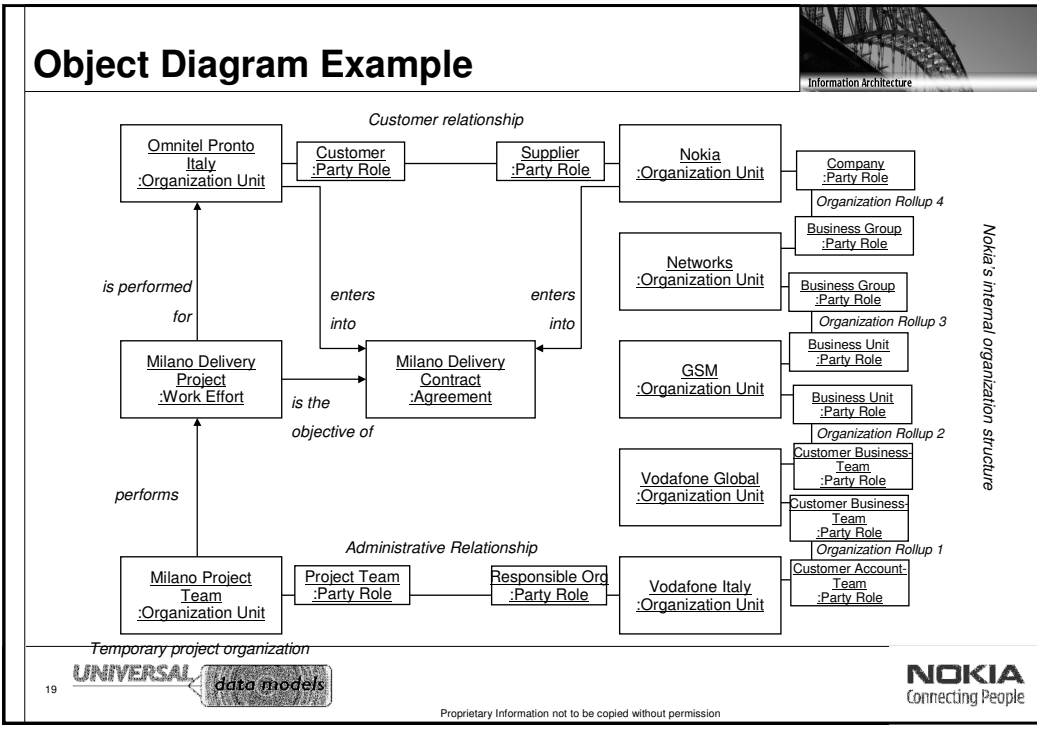 Object Diagram Example
Information Architecture
Customer relationship
Omnitel Pronto
Italy
:Organization Unit
Customer
:Party Role
Supplier
:Party Role
Nokia
:Organization Unit
Company
:Party Role
Organization Rollup 4
Business Group
:Party Role
Networks
:Organization Unit
Business Group
:Party Role
Organization Rollup 3
Business Unit
:Party Role
GSM
:Organization Unit
Business Unit
:Party Role
Organization Rollup 2
Customer Business-
Team
:Party Role
Vodafone Global
:Organization Unit
Customer Business-
Team
:Party Role
Organization Rollup 1
Customer Account-
Team
:Party Role
Vodafone Italy
:Organization Unit
Nokia's internal organization structure
is performed
for
enters
into
enters
into
Milano Delivery
Project
:Work Effort
is the
objective of
Milano Delivery
Contract
:Agreement
performs
Administrative Relationship
Milano Project
Team
:Organization Unit
Project Team
:Party Role
Responsible Org
:Party Role
Temporary project organization
19
UNIVERSAL
data models
Proprietary Information not to be copied without permission
NOKIA
Connecting People